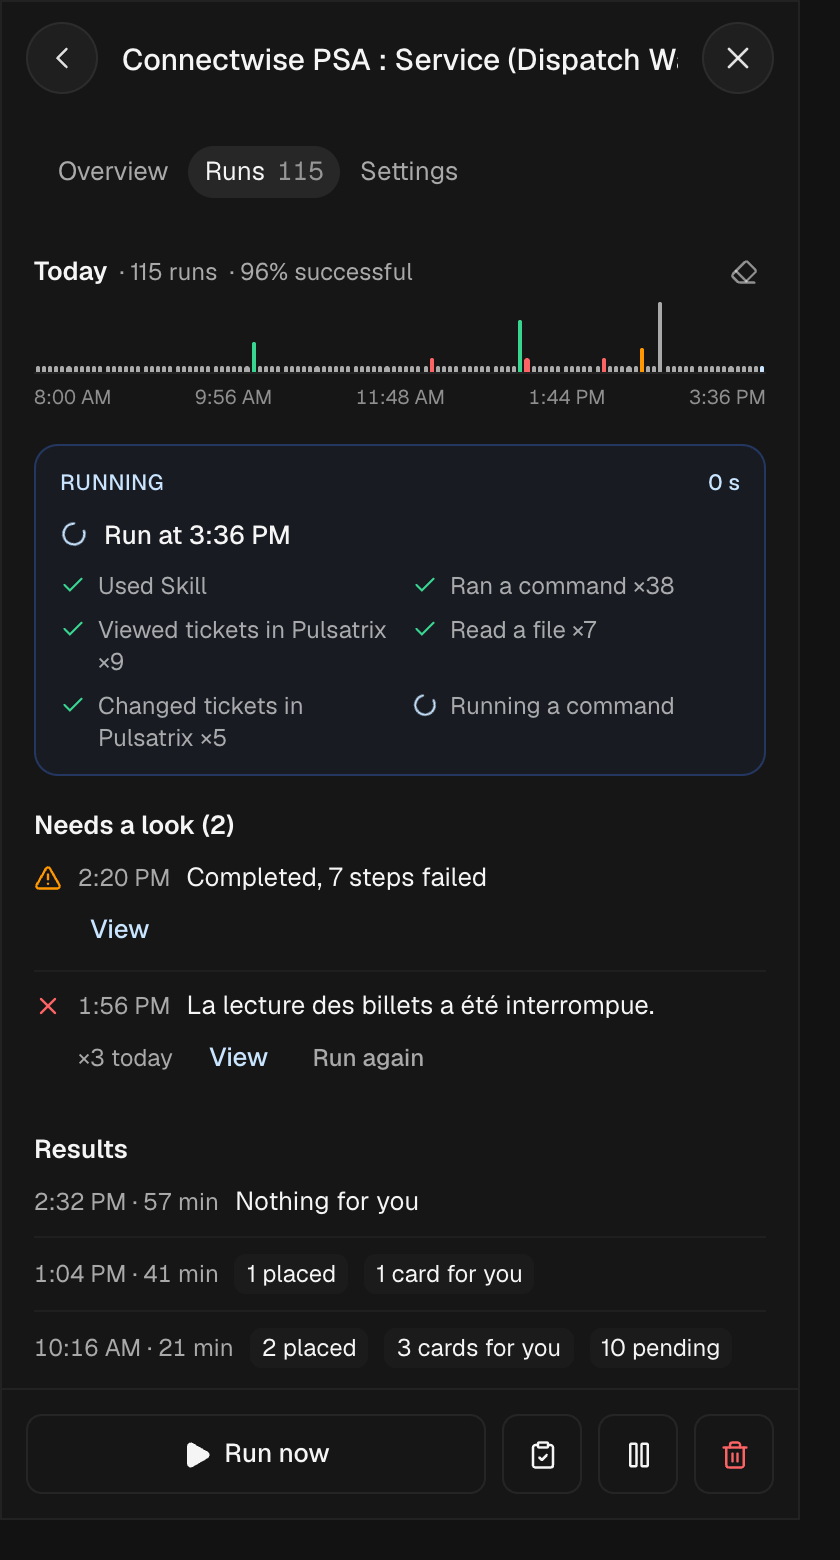 Connectwise PSA : Service (Dispatch Wa
Overview Runs 115 Settings
Today · 115 runs · 96% successful
8:00 AM 9:56 AM 11:48 AM 1:44 PM 3:36 PM
RUNNING 0 s
Run at 3:36 PM
Used Skill Ran a command ×38
Viewed tickets in Pulsatrix ×9 Read a file ×7
Changed tickets in Pulsatrix ×5 Running a command
Needs a look (2)
2:20 PM Completed, 7 steps failed
View
1:56 PM La lecture des billets a été interrompue.
×3 today View Run again
Results
2:32 PM · 57 min Nothing for you
1:04 PM · 41 min 1 placed 1 card for you
10:16 AM · 21 min 2 placed 3 cards for you 10 pending
Run now